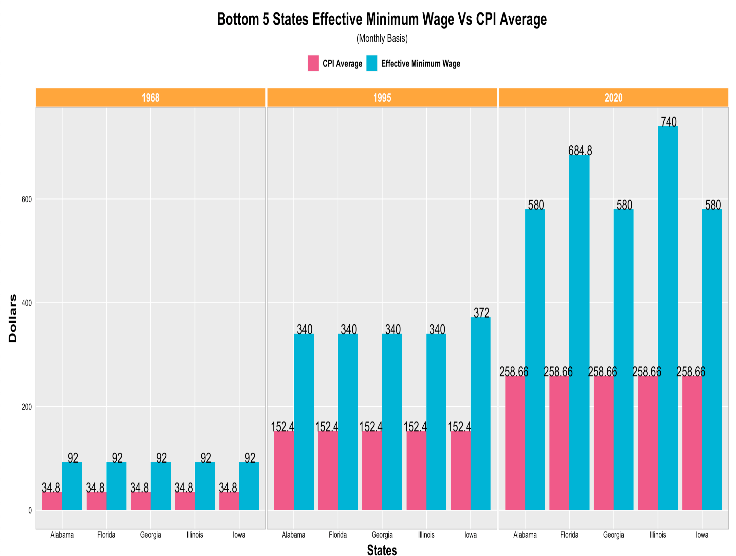 Bottom 5 States Effective Minimum Wage Vs CPI Average
(Monthly Basis)
CPI Average Effective Minimum Wage
1968 1995 2020
Dollars
600
400
200
0
34.8 92 34.8 92 34.8 92 34.8 92 34.8 92
152.4 340 152.4 340 152.4 340 152.4 340 152.4 372
258.66 580 258.66 684.8 258.66 580 258.66 740 258.66 580
Alabama Florida Georgia Illinois Iowa Alabama Florida Georgia Illinois Iowa Alabama Florida Georgia Illinois Iowa
States